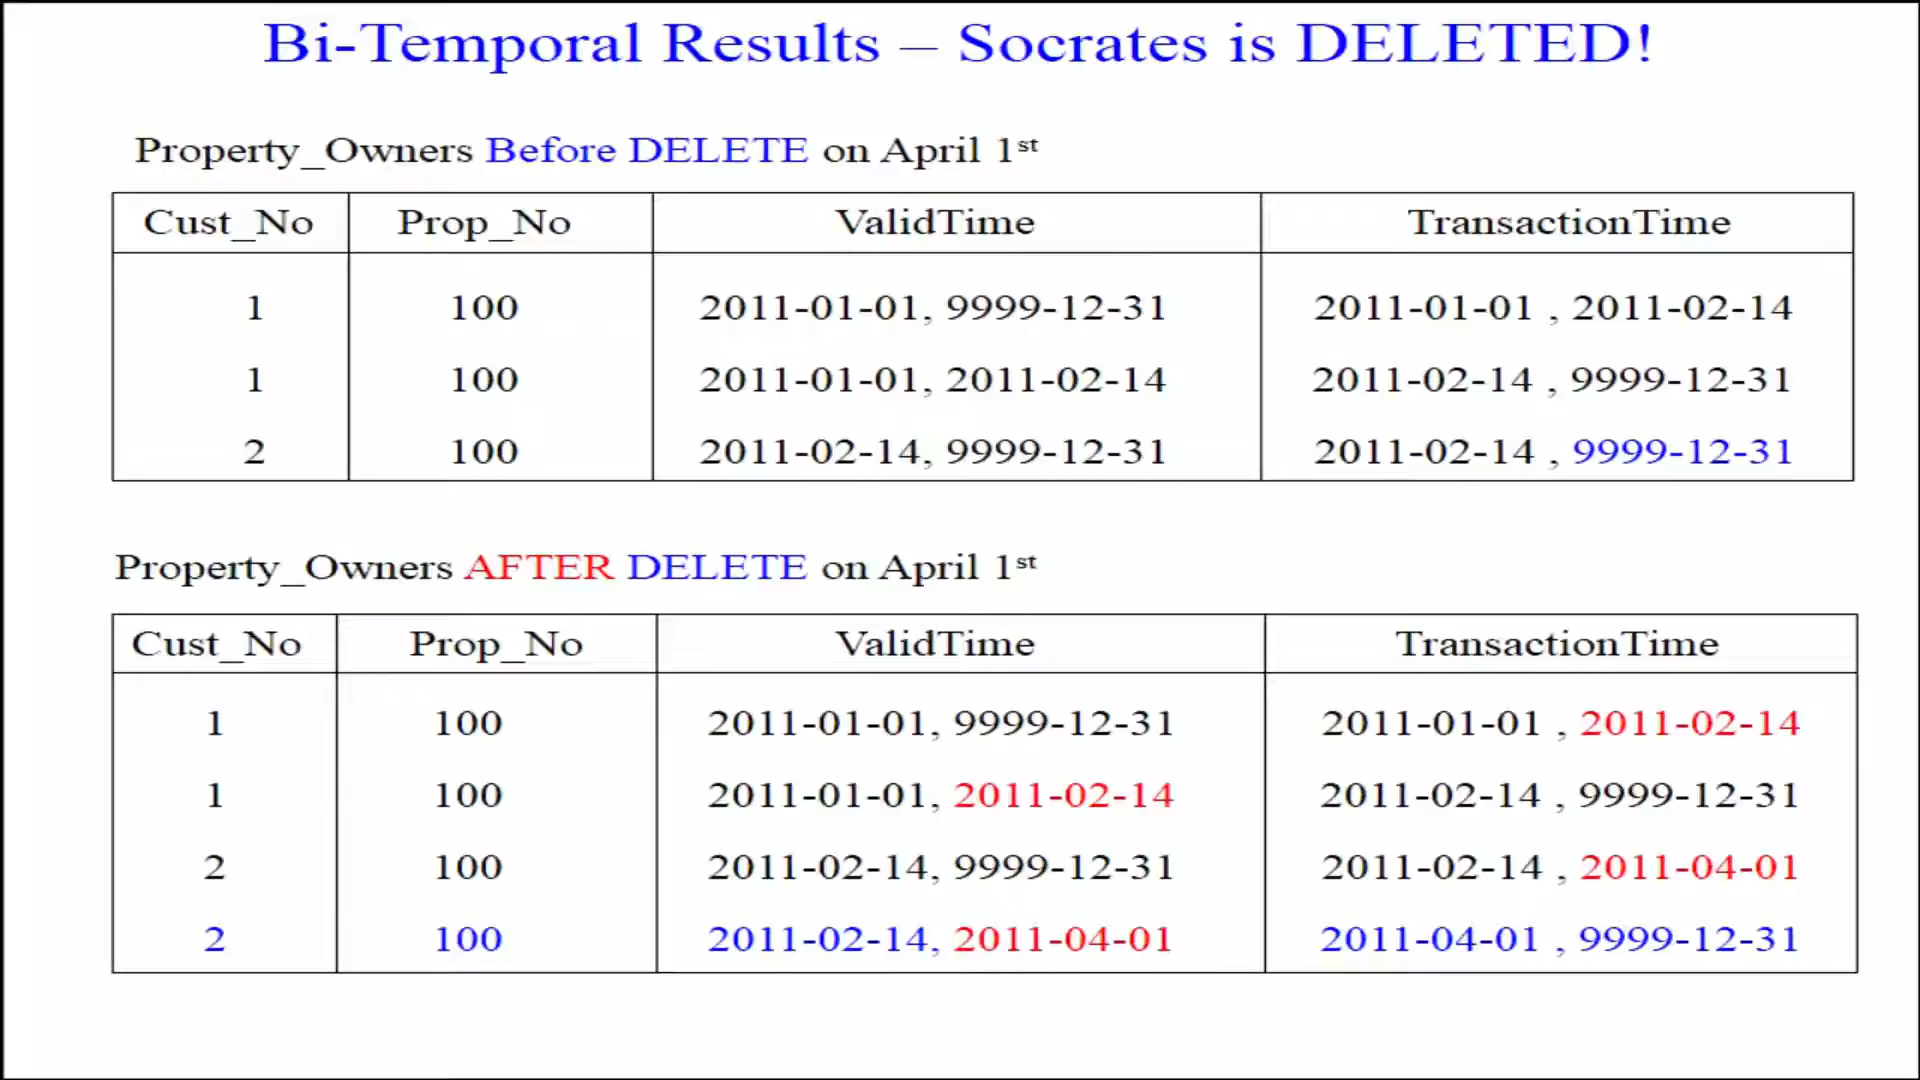 Bi-Temporal Results – Socrates is DELETED!
Property_Owners Before DELETE on April 1st
Cust_No Prop_No ValidTime TransactionTime
1 100 2011-01-01, 9999-12-31 2011-01-01 , 2011-02-14
1 100 2011-01-01, 2011-02-14 2011-02-14 , 9999-12-31
2 100 2011-02-14, 9999-12-31 2011-02-14 , 9999-12-31
Property_Owners AFTER DELETE on April 1st
Cust_No Prop_No ValidTime TransactionTime
1 100 2011-01-01, 9999-12-31 2011-01-01 , 2011-02-14
1 100 2011-01-01, 2011-02-14 2011-02-14 , 9999-12-31
2 100 2011-02-14, 9999-12-31 2011-02-14 , 2011-04-01
2 100 2011-02-14, 2011-04-01 2011-04-01 , 9999-12-31